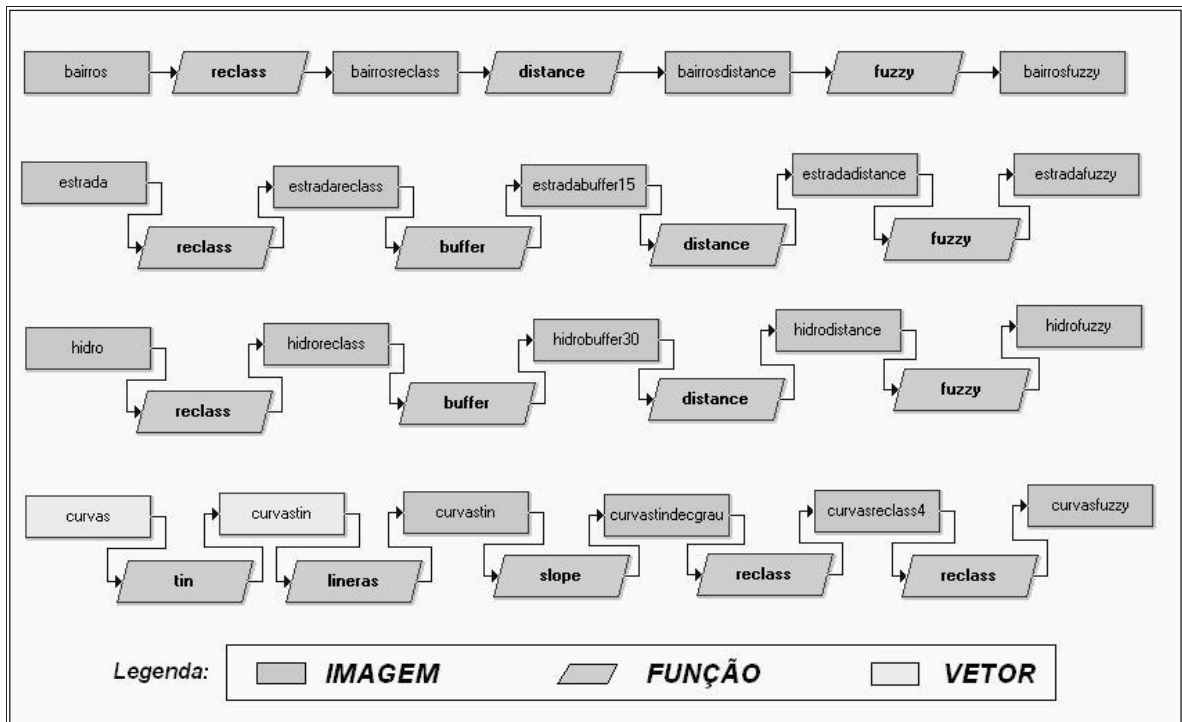 bairros reclass bairrosreclass distance bairrosdistance fuzzy bairrosfuzzy
estrada estradareclass estradabuffer15 estradadistance estradafuzzy
reclass buffer distance fuzzy
hidro hidroreclass hidrobuffer30 hidrodistance hidrofuzzy
reclass buffer distance fuzzy
curvas curvastin curvastin curvastindecgrau curvasreclass4 curvasfuzzy
tin lineras slope reclass reclass
Legenda: IMAGEM FUNÇÃO VETOR